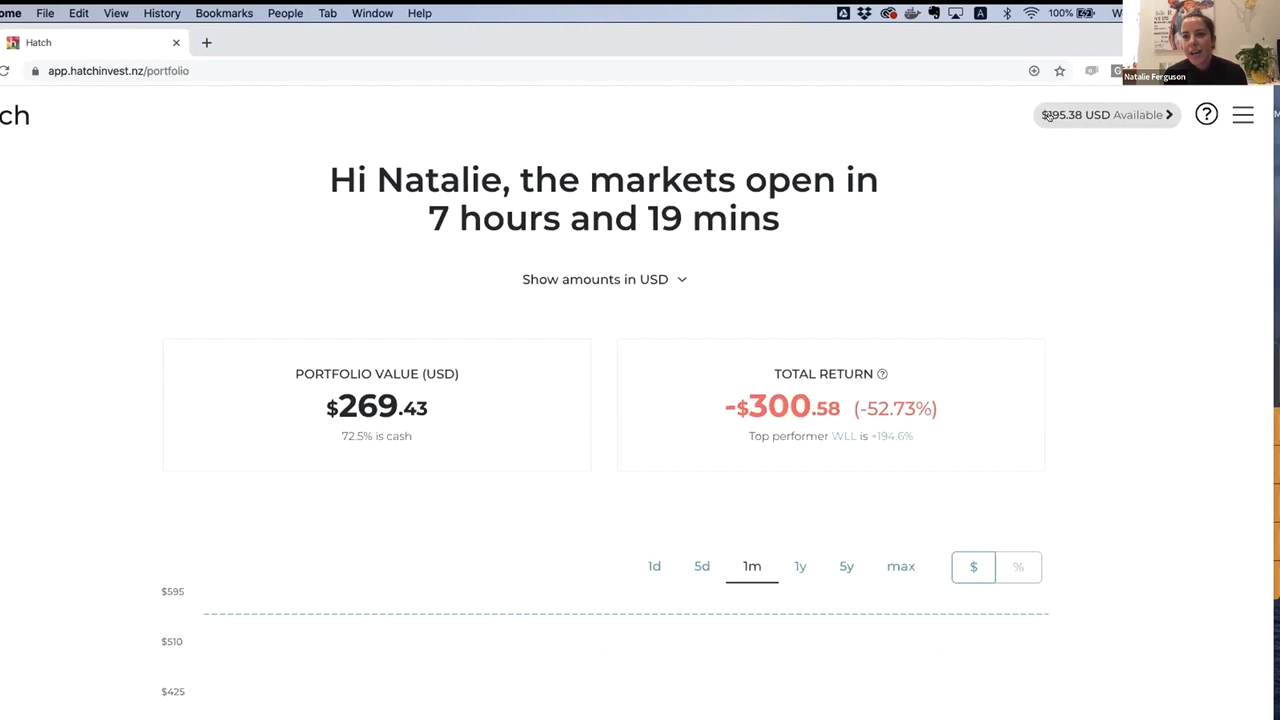 ome File Edit View History Bookmarks People Tab Window Help 100%
Hatch
app.hatchinvest.nz/portfolio
Natalie Ferguson
ch
$195.38 USD Available
Hi Natalie, the markets open in
7 hours and 19 mins
Show amounts in USD
PORTFOLIO VALUE (USD)
$269.43
72.5% is cash
TOTAL RETURN
-$300.58 (-52.73%)
Top performer WLL is +194.6%
1d 5d 1m 1y 5y max $ %
$595
$510
$425